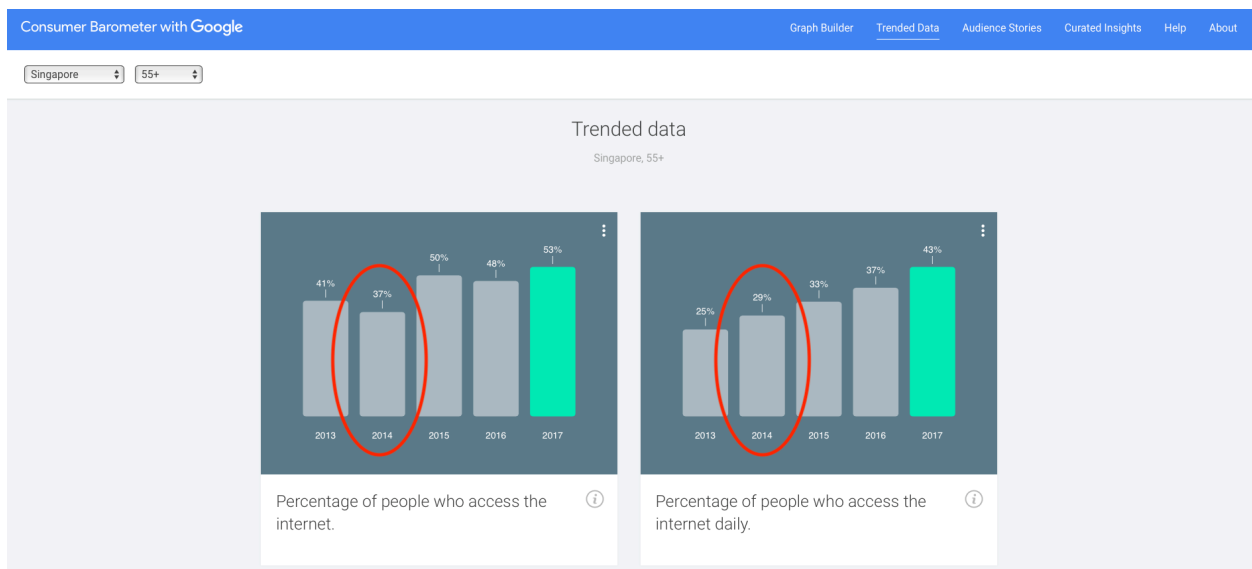 Consumer Barometer with Google
Graph Builder Trended Data Audience Stories Curated Insights Help About
Singapore 55+
Trended data
Singapore, 55+
41% 37% 50% 48% 53%
2013 2014 2015 2016 2017
Percentage of people who access the
internet.
25% 29% 33% 37% 43%
2013 2014 2015 2016 2017
Percentage of people who access the
internet daily.